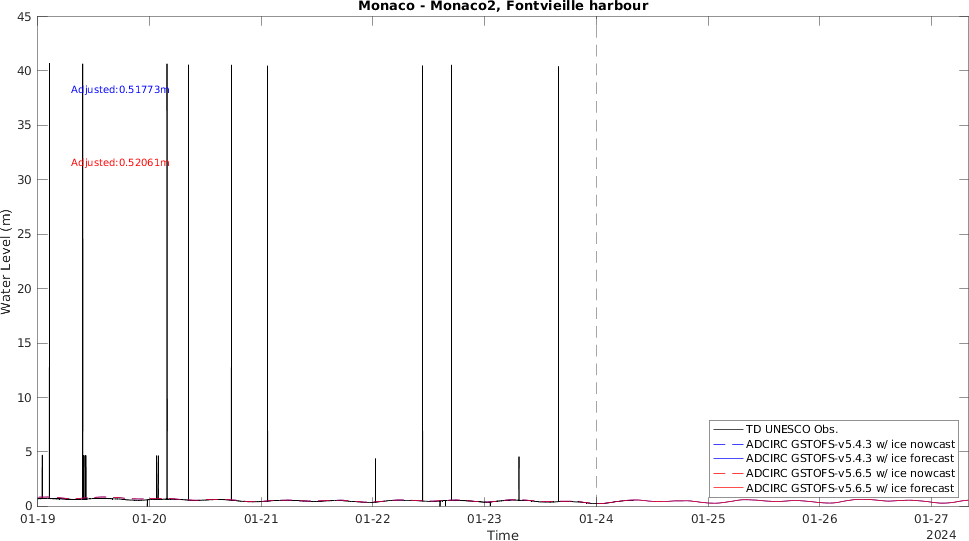 Monaco - Monaco2, Fontvieille harbour
45
40
35
30
25
20
15
10
5
0
Water Level (m)
Adjusted:0.51773m
Adjusted:0.52061m
TD UNESCO Obs.
ADCIRC GSTOFS-v5.4.3 w/ ice nowcast
ADCIRC GSTOFS-v5.4.3 w/ ice forecast
ADCIRC GSTOFS-v5.6.5 w/ ice nowcast
ADCIRC GSTOFS-v5.6.5 w/ ice forecast
01-19 01-20 01-21 01-22 01-23 01-24 01-25 01-26 01-27
Time
2024